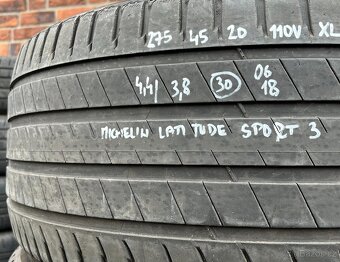 275 45 20 110V XL
4,4/ 3,8 30 06
18
MICHELIN LATITUDE SPORT 3